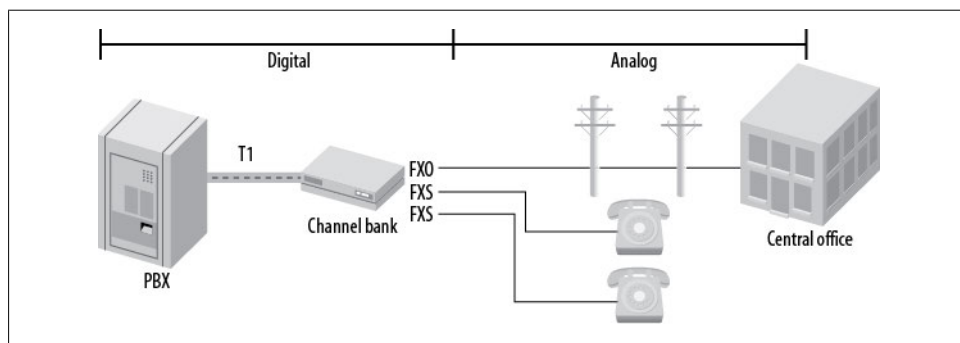 Digital
Analog
T1
FXO
FXS
FXS
Channel bank
Central office
PBX